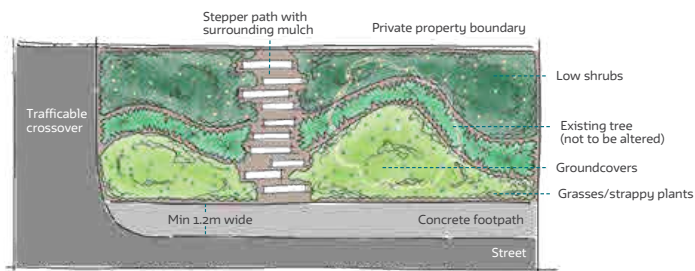 Stepper path with
surrounding mulch
Private property boundary
Low shrubs
Trafficable
crossover
Existing tree
(not to be altered)
Groundcovers
Grasses/strappy plants
Min 1.2m wide
Concrete footpath
Street